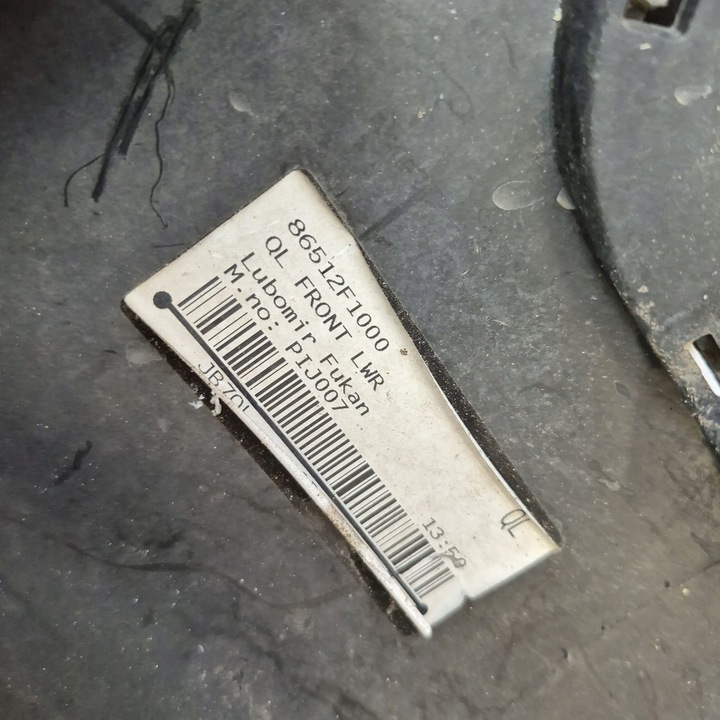 86512F1000
QL FRONT LWR
Lubomir Fukan
M.no: PIJ007
13:50
QL